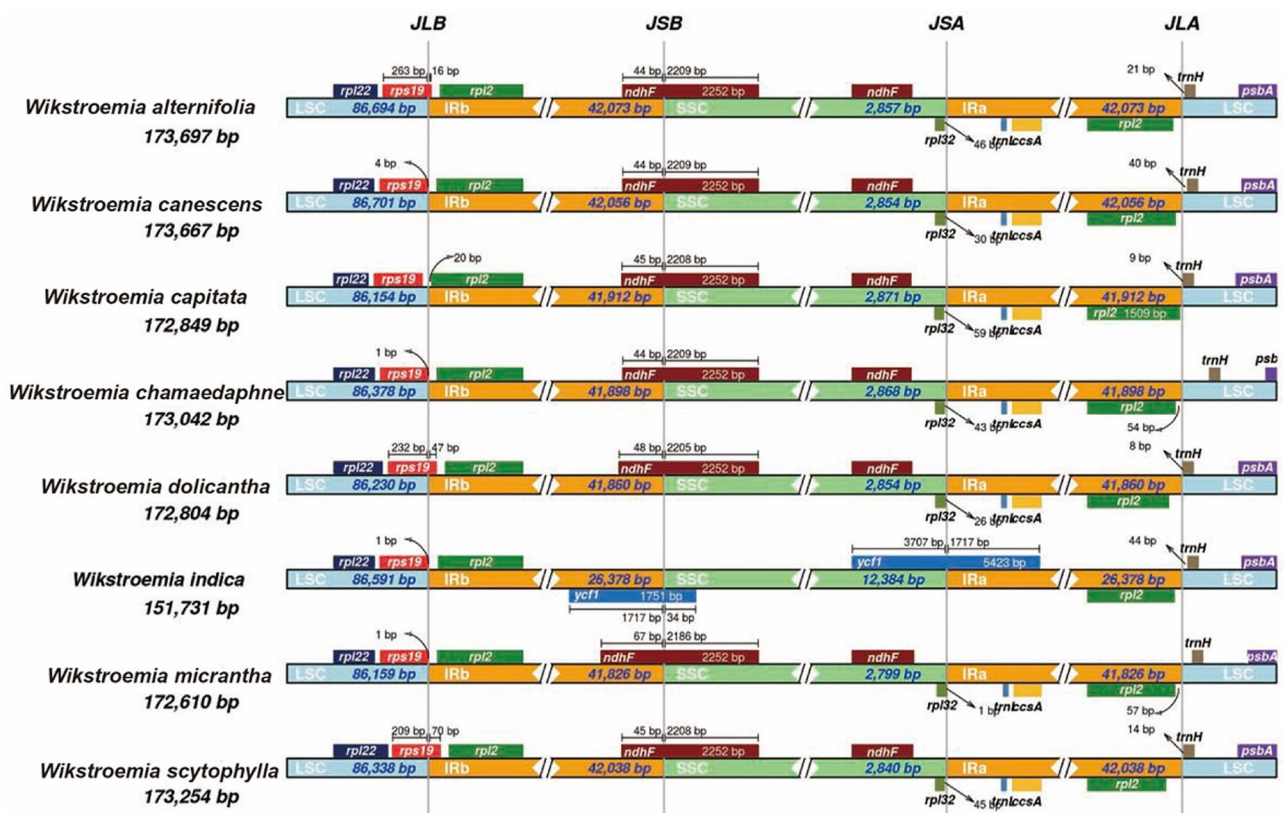 JLB JSB JSA JLA
263 bp 16 bp 44 bp 2209 bp 21 bp trnH
rpl22 rps19 rpl2 ndhF 2252 bp ndhF psbA
Wikstroemia alternifolia LSC 86,694 bp IRb 42,073 bp SSC 2,857 bp IRa 42,073 bp LSC
173,697 bp rpl32 46 bp trnL ccsA rpl2
4 bp 44 bp 2209 bp 40 bp trnH
rpl22 rps19 rpl2 ndhF 2252 bp ndhF psbA
Wikstroemia canescens LSC 86,701 bp IRb 42,056 bp SSC 2,854 bp IRa 42,056 bp LSC
173,667 bp rpl32 30 bp trnL ccsA rpl2
20 bp 45 bp 2208 bp 9 bp trnH
rpl22 rps19 rpl2 ndhF 2252 bp ndhF psbA
Wikstroemia capitata LSC 86,154 bp IRb 41,912 bp SSC 2,871 bp IRa 41,912 bp LSC
172,849 bp rpl32 59 bp trnL ccsA rpl2 1509 bp
1 bp 44 bp 2209 bp trnH psb
rpl22 rps19 rpl2 ndhF 2252 bp ndhF
Wikstroemia chamaedaphne LSC 86,378 bp IRb 41,898 bp SSC 2,868 bp IRa 41,898 bp LSC
173,042 bp rpl32 43 bp trnL ccsA rpl2 54 bp
232 bp 47 bp 48 bp 2205 bp 8 bp trnH
rpl22 rps19 rpl2 ndhF 2252 bp ndhF psbA
Wikstroemia dolicantha LSC 86,230 bp IRb 41,860 bp SSC 2,854 bp IRa 41,860 bp LSC
172,804 bp rpl32 26 bp trnL ccsA rpl2
1 bp 3707 bp 1717 bp 44 bp trnH
rpl22 rps19 rpl2 ycf1 5423 bp psbA
Wikstroemia indica LSC 86,591 bp IRb 26,378 bp SSC 12,384 bp IRa 26,378 bp LSC
151,731 bp ycf1 1751 bp rpl2
1717 bp 34 bp
1 bp 67 bp 2186 bp trnH
rpl22 rps19 rpl2 ndhF 2252 bp ndhF psbA
Wikstroemia micrantha LSC 86,159 bp IRb 41,826 bp SSC 2,799 bp IRa 41,826 bp LSC
172,610 bp rpl32 1 bp trnL ccsA rpl2 57 bp
209 bp 70 bp 45 bp 2208 bp 14 bp trnH
rpl22 rps19 rpl2 ndhF 2252 bp ndhF psbA
Wikstroemia scytophylla LSC 86,338 bp IRb 42,038 bp SSC 2,840 bp IRa 42,038 bp LSC
173,254 bp rpl32 45 bp trnL ccsA rpl2